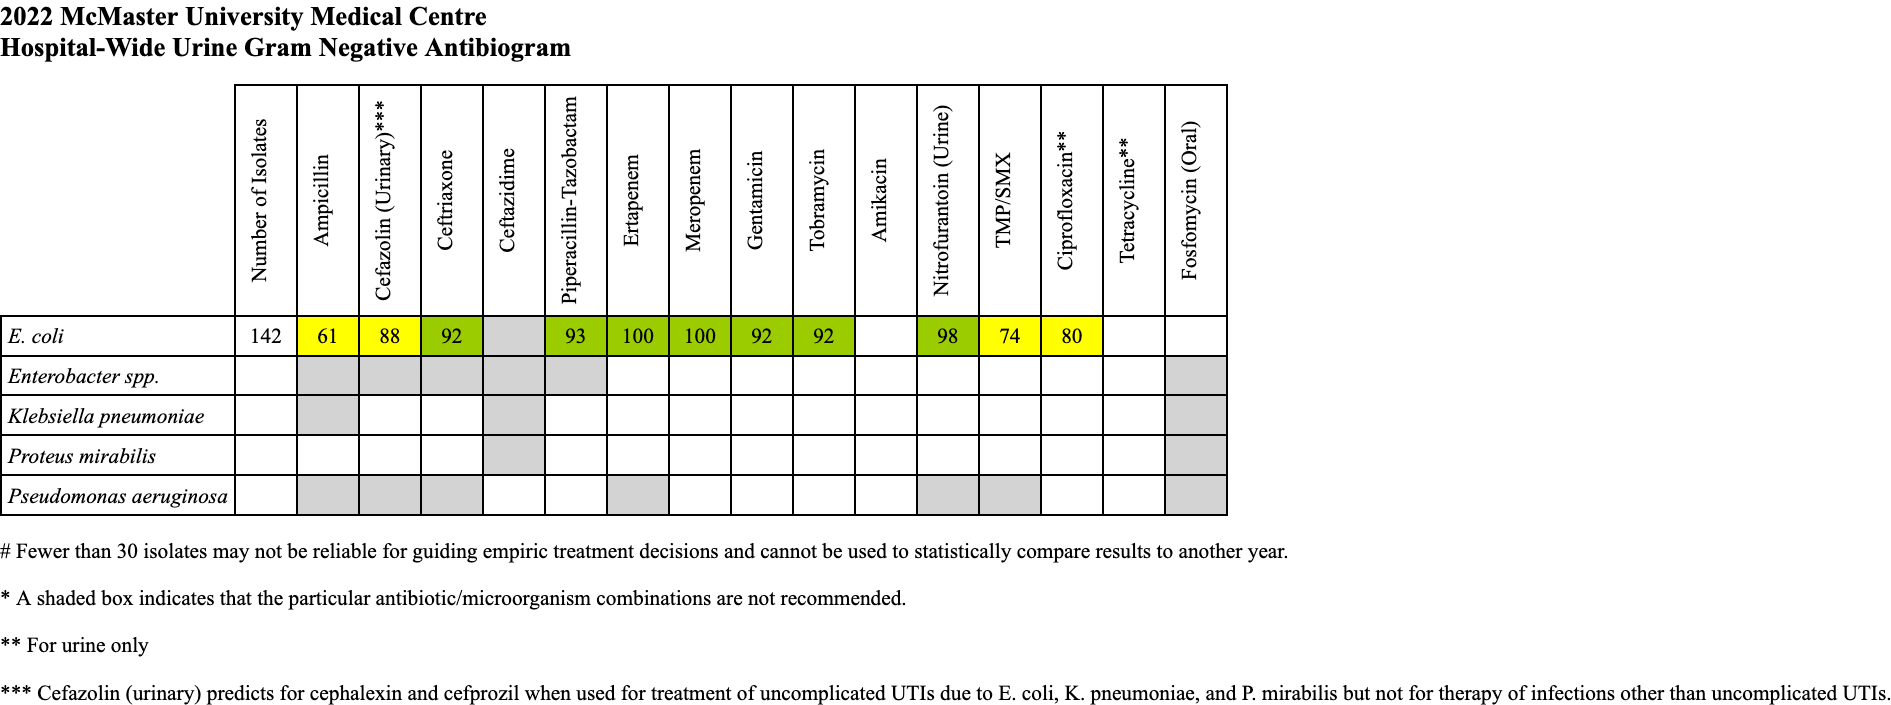 2022 McMaster University Medical Centre
Hospital-Wide Urine Gram Negative Antibiogram
Number of Isolates
Ampicillin
Cefazolin (Urinary)***
Ceftriaxone
Ceftazidime
Piperacillin-Tazobactam
Ertapenem
Meropenem
Gentamicin
Tobramycin
Amikacin
Nitrofurantoin (Urine)
TMP/SMX
Ciprofloxacin**
Tetracycline**
Fosfomycin (Oral)
E. coli 142 61 88 92 93 100 100 92 92 98 74 80
Enterobacter spp.
Klebsiella pneumoniae
Proteus mirabilis
Pseudomonas aeruginosa
# Fewer than 30 isolates may not be reliable for guiding empiric treatment decisions and cannot be used to statistically compare results to another year.
* A shaded box indicates that the particular antibiotic/microorganism combinations are not recommended.
** For urine only
*** Cefazolin (urinary) predicts for cephalexin and cefprozil when used for treatment of uncomplicated UTIs due to E. coli, K. pneumoniae, and P. mirabilis but not for therapy of infections other than uncomplicated UTIs.